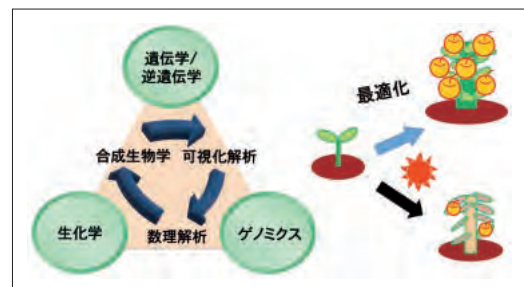 遺伝学/
逆遺伝学
最適化
合成生物学 可視化解析
生化学
数理解析
ゲノミクス